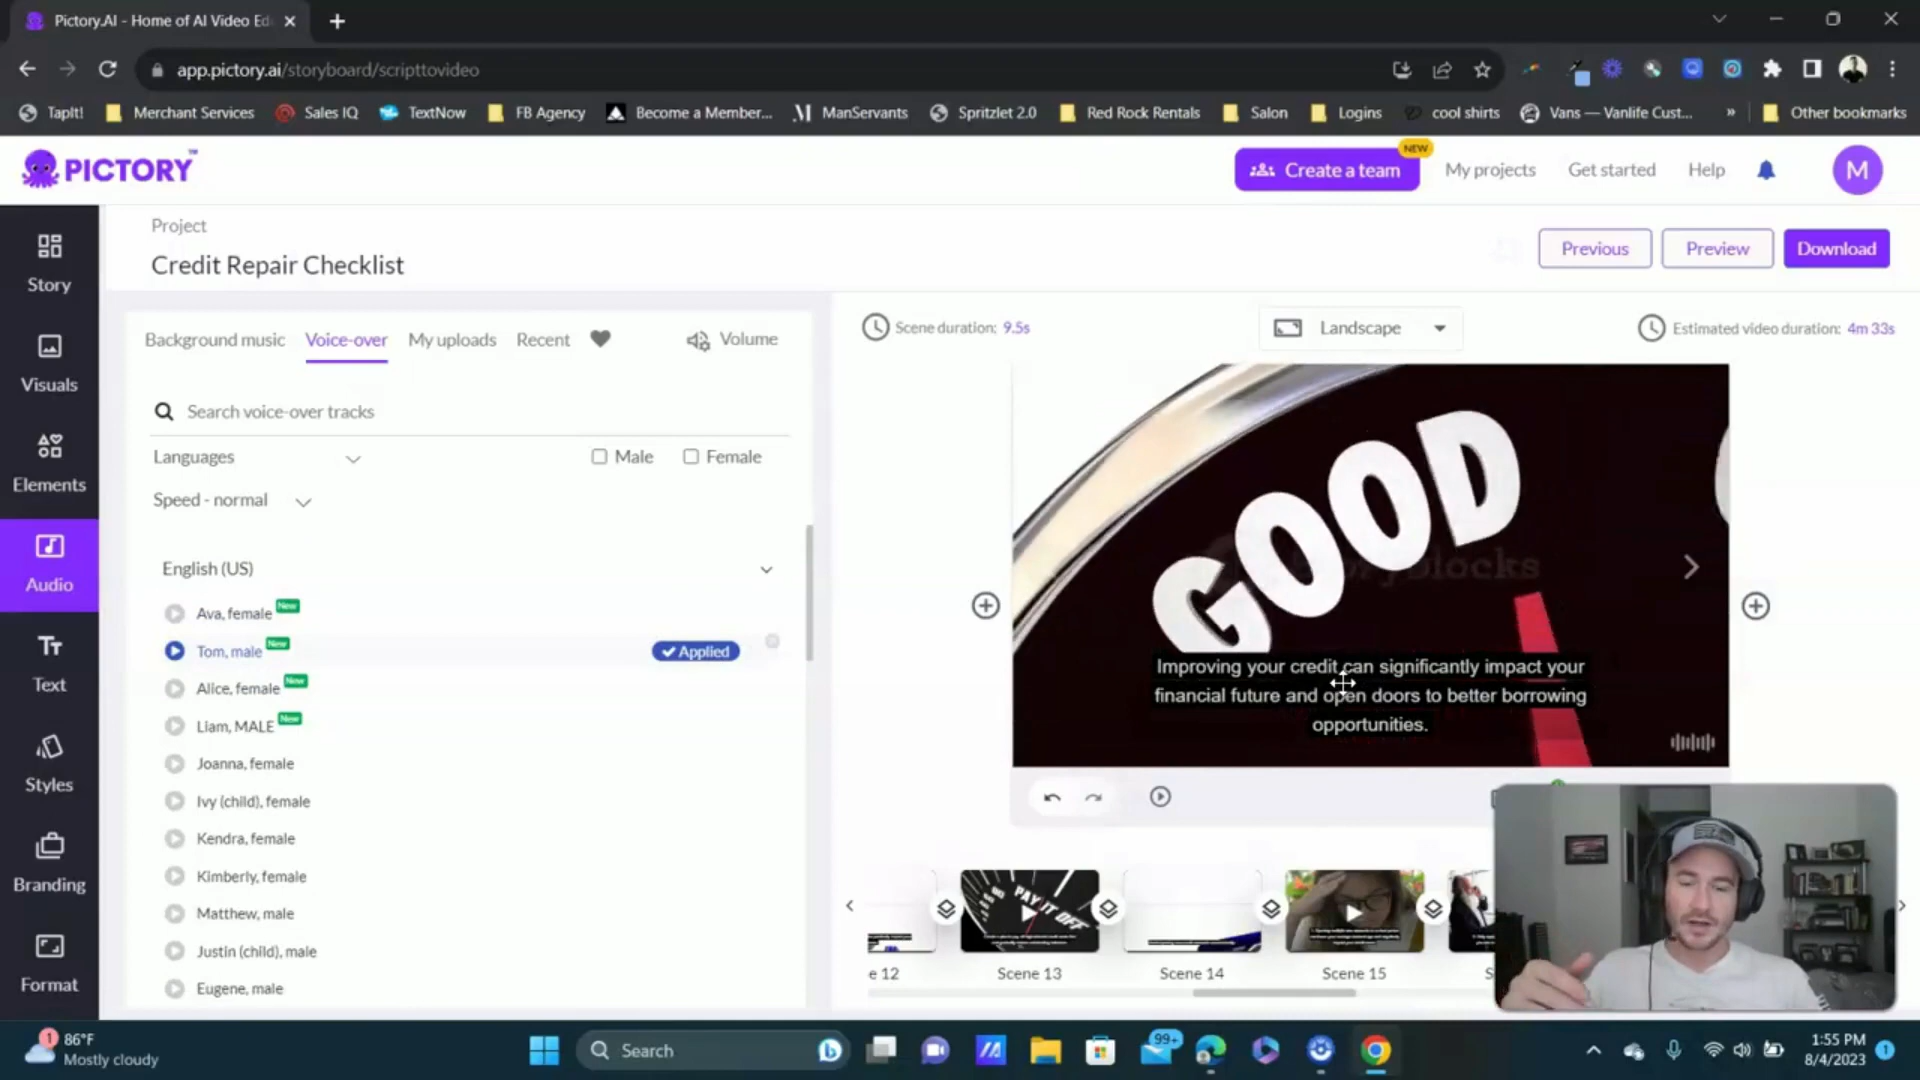 Pictory.AI - Home of AI Video Ed
app.pictory.ai/storyboard/scripttovideo
TapIt!
Merchant Services
Sales IQ
TextNow
FB Agency
Become a Member...
ManServants
Spritzlet 2.0
Red Rock Rentals
Salon
Logins
cool shirts
Vans — Vanlife Cust...
»
Other bookmarks
PICTORY™
NEW
Create a team
My projects
Get started
Help
M
Project
Credit Repair Checklist
Previous
Preview
Download
Story
Visuals
Elements
Audio
Text
Styles
Branding
Format
Background music
Voice-over
My uploads
Recent
Volume
Search voice-over tracks
Languages
Male
Female
Speed - normal
English (US)
Ava, female New
Tom, male New
Applied
Alice, female New
Liam, MALE New
Joanna, female
Ivy (child), female
Kendra, female
Kimberly, female
Matthew, male
Justin (child), male
Eugene, male
Scene duration: 9.5s
Landscape
Estimated video duration: 4m 33s
GOOD
Improving your credit can significantly impact your
financial future and open doors to better borrowing
opportunities.
PAY IT OFF
e 12
Scene 13
Scene 14
Scene 15
S
1
86°F
Mostly cloudy
Search
99+
1:55 PM
8/4/2023
1